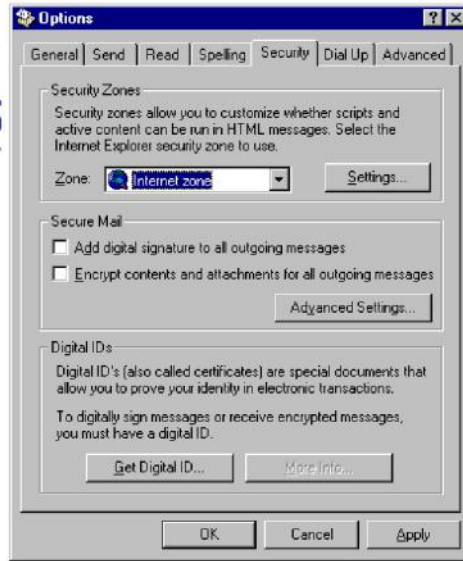 Options
General Send Read Spelling Security Dial Up Advanced
Security Zones
Security zones allow you to customize whether scripts and
active content can be run in HTML messages. Select the
Internet Explorer security zone to use.
Zone: Internet zone Settings...
Secure Mail
Add digital signature to all outgoing messages
Encrypt contents and attachments for all outgoing messages
Advanced Settings...
Digital IDs
Digital ID's (also called certificates) are special documents that
allow you to prove your identity in electronic transactions.
To digitally sign messages or receive encrypted messages,
you must have a digital ID.
Get Digital ID... More Info...
OK Cancel Apply